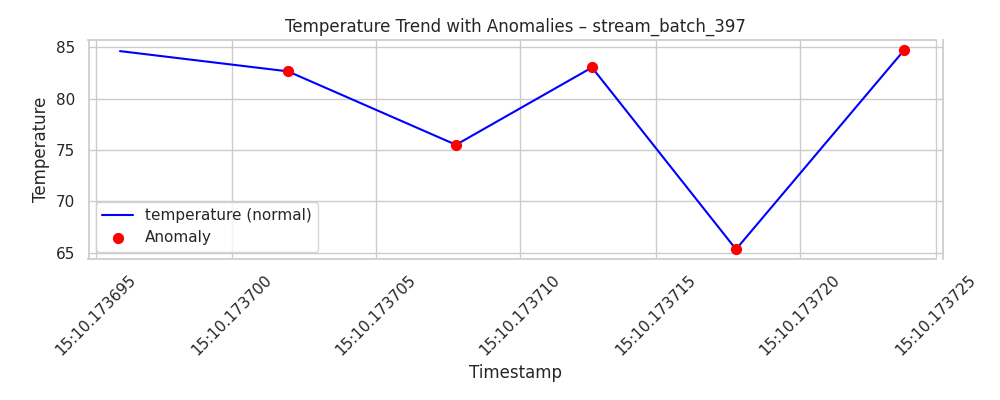 Temperature Trend with Anomalies – stream_batch_397
85
80
75
70
65
Temperature
temperature (normal)
Anomaly
15:10.173695
15:10.173700
15:10.173705
15:10.173710
15:10.173715
15:10.173720
15:10.173725
Timestamp